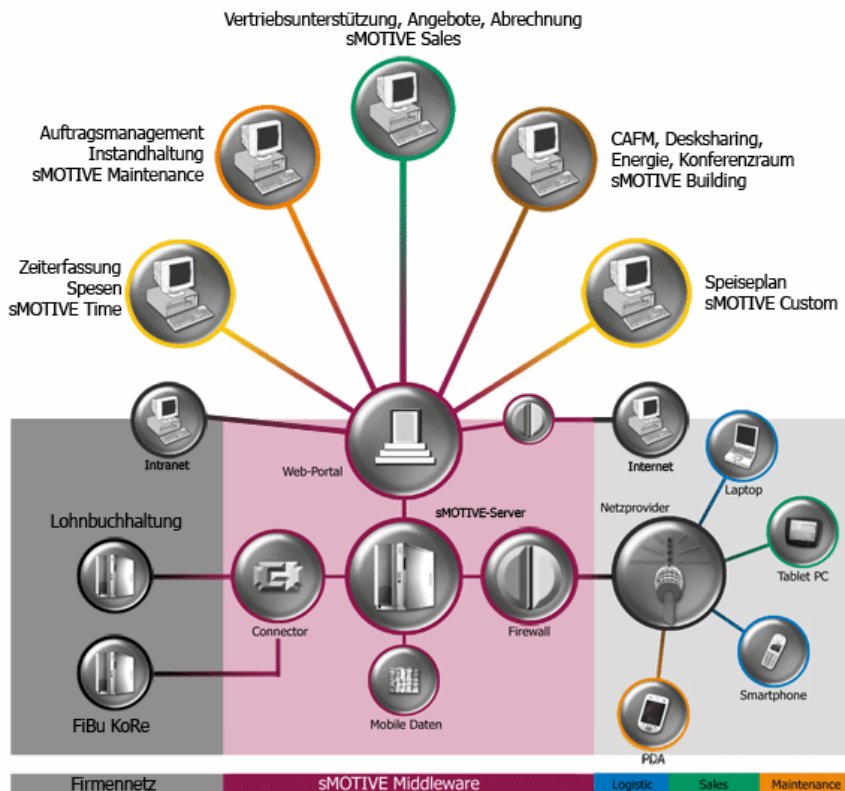 Vertriebsunterstützung, Angebote, Abrechnung
sMOTIVE Sales
Auftragsmanagement
Instandhaltung
sMOTIVE Maintenance
CAFM, Desksharing,
Energie, Konferenzraum
sMOTIVE Building
Zeiterfassung
Spesen
sMOTIVE Time
Speiseplan
sMOTIVE Custom
Intranet
Web-Portal
Internet
Laptop
Lohnbuchhaltung
sMOTIVE-Server
Netzprovider
Tablet PC
Connector
Firewall
Smartphone
FiBu KoRe
Mobile Daten
PDA
Firmennetz
sMOTIVE Middleware
Logistic
Sales
Maintenance